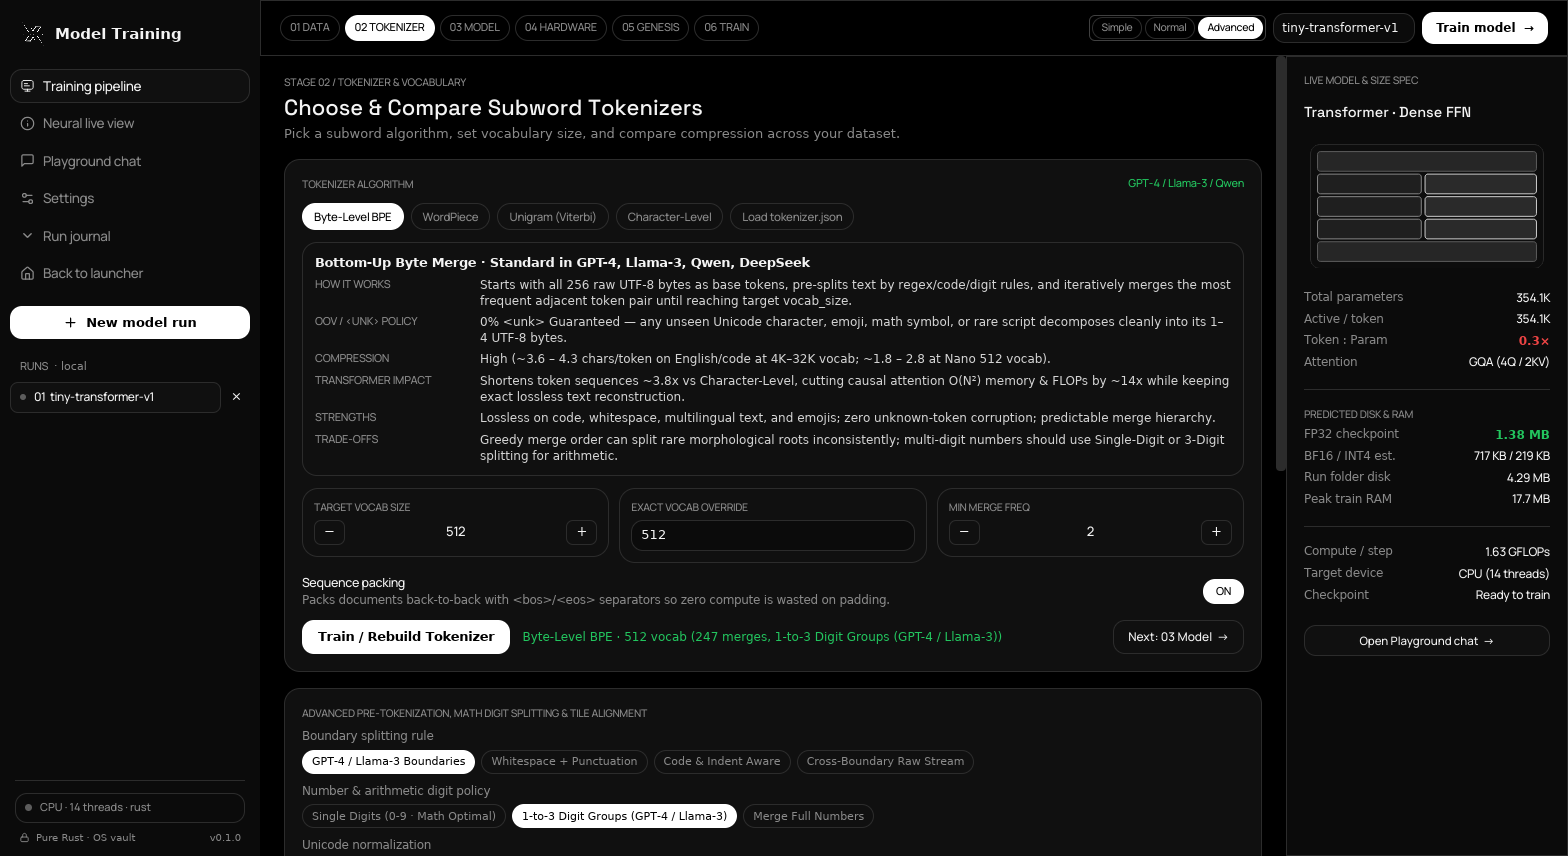 Model Training
Training pipeline
Neural live view
Playground chat
Settings
Run journal
Back to launcher
+ New model run
RUNS · local
01 tiny-transformer-v1 ×
CPU · 14 threads · rust
Pure Rust · OS vault v0.1.0
01 DATA 02 TOKENIZER 03 MODEL 04 HARDWARE 05 GENESIS 06 TRAIN
Simple Normal Advanced tiny-transformer-v1 Train model →
STAGE 02 / TOKENIZER & VOCABULARY
Choose & Compare Subword Tokenizers
Pick a subword algorithm, set vocabulary size, and compare compression across your dataset.
TOKENIZER ALGORITHM GPT-4 / Llama-3 / Qwen
Byte-Level BPE WordPiece Unigram (Viterbi) Character-Level Load tokenizer.json
Bottom-Up Byte Merge · Standard in GPT-4, Llama-3, Qwen, DeepSeek
HOW IT WORKS Starts with all 256 raw UTF-8 bytes as base tokens, pre-splits text by regex/code/digit rules, and iteratively merges the most
frequent adjacent token pair until reaching target vocab_size.
OOV / <UNK> POLICY 0% <unk> Guaranteed — any unseen Unicode character, emoji, math symbol, or rare script decomposes cleanly into its 1–
4 UTF-8 bytes.
COMPRESSION High (~3.6 – 4.3 chars/token on English/code at 4K–32K vocab; ~1.8 – 2.8 at Nano 512 vocab).
TRANSFORMER IMPACT Shortens token sequences ~3.8x vs Character-Level, cutting causal attention O(N²) memory & FLOPs by ~14x while keeping
exact lossless text reconstruction.
STRENGTHS Lossless on code, whitespace, multilingual text, and emojis; zero unknown-token corruption; predictable merge hierarchy.
TRADE-OFFS Greedy merge order can split rare morphological roots inconsistently; multi-digit numbers should use Single-Digit or 3-Digit
splitting for arithmetic.
TARGET VOCAB SIZE EXACT VOCAB OVERRIDE MIN MERGE FREQ
− 512 + 512 − 2 +
Sequence packing
Packs documents back-to-back with <bos>/<eos> separators so zero compute is wasted on padding. ON
Train / Rebuild Tokenizer Byte-Level BPE · 512 vocab (247 merges, 1-to-3 Digit Groups (GPT-4 / Llama-3)) Next: 03 Model →
ADVANCED PRE-TOKENIZATION, MATH DIGIT SPLITTING & TILE ALIGNMENT
Boundary splitting rule
GPT-4 / Llama-3 Boundaries Whitespace + Punctuation Code & Indent Aware Cross-Boundary Raw Stream
Number & arithmetic digit policy
Single Digits (0-9 · Math Optimal) 1-to-3 Digit Groups (GPT-4 / Llama-3) Merge Full Numbers
Unicode normalization
LIVE MODEL & SIZE SPEC
Transformer · Dense FFN
Total parameters 354.1K
Active / token 354.1K
Token : Param 0.3×
Attention GQA (4Q / 2KV)
PREDICTED DISK & RAM
FP32 checkpoint 1.38 MB
BF16 / INT4 est. 717 KB / 219 KB
Run folder disk 4.29 MB
Peak train RAM 17.7 MB
Compute / step 1.63 GFLOPs
Target device CPU (14 threads)
Checkpoint Ready to train
Open Playground chat →